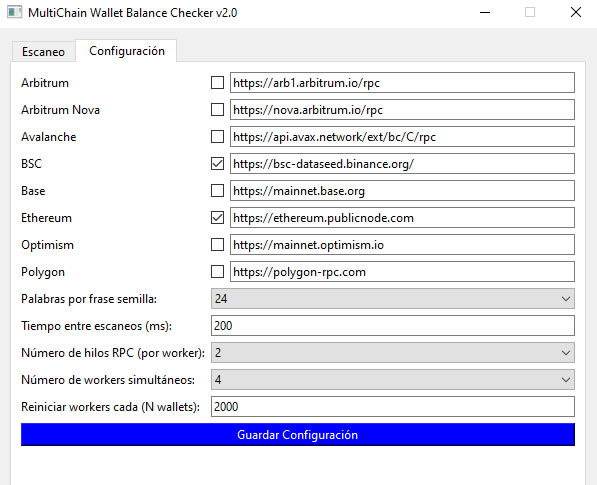 MultiChain Wallet Balance Checker v2.0
Escaneo Configuración
Arbitrum https://arb1.arbitrum.io/rpc
Arbitrum Nova https://nova.arbitrum.io/rpc
Avalanche https://api.avax.network/ext/bc/C/rpc
BSC https://bsc-dataseed.binance.org/
Base https://mainnet.base.org
Ethereum https://ethereum.publicnode.com
Optimism https://mainnet.optimism.io
Polygon https://polygon-rpc.com
Palabras por frase semilla: 24
Tiempo entre escaneos (ms): 200
Número de hilos RPC (por worker): 2
Número de workers simultáneos: 4
Reiniciar workers cada (N wallets): 2000
Guardar Configuración